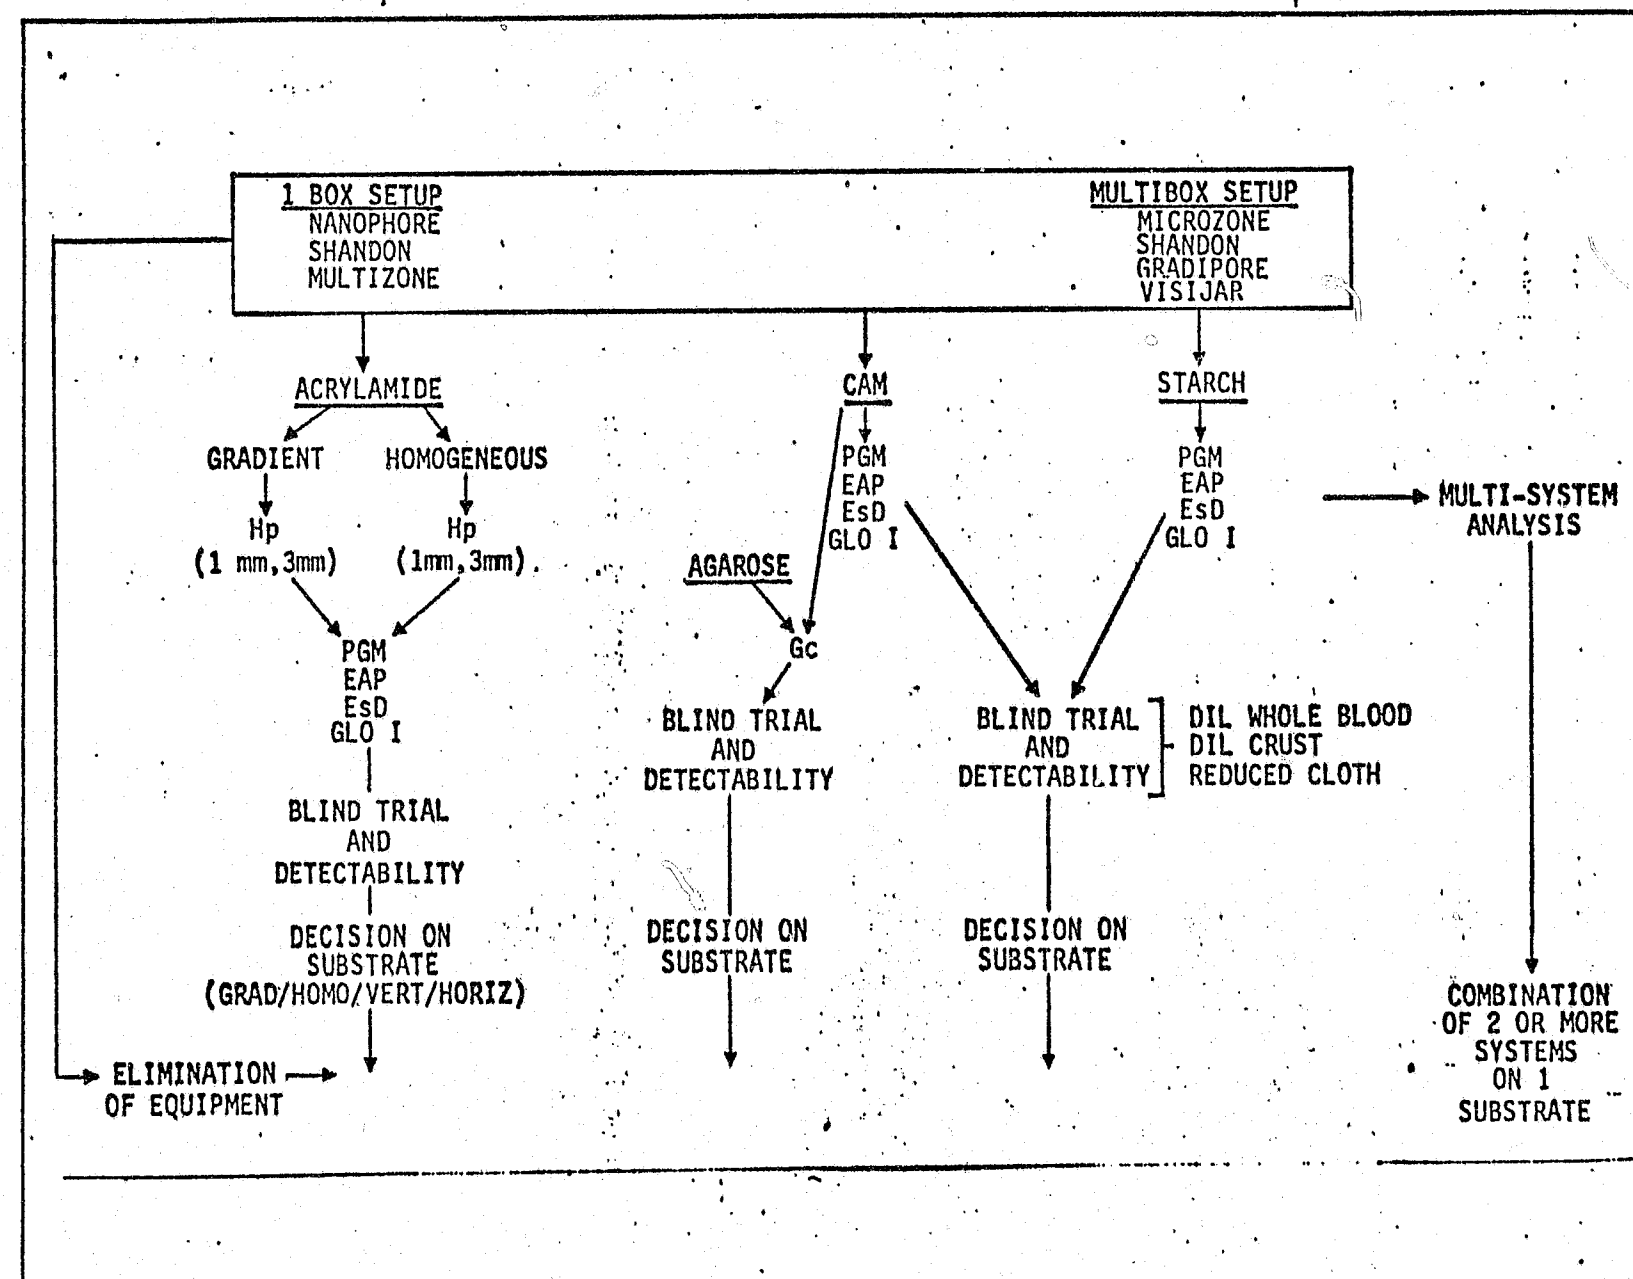 1 BOX SETUP
NANOPHORE
SHANDON
MULTIZONE
MULTIBOX SETUP
MICROZONE
SHANDON
GRADIPORE
VISIJAR
ACRYLAMIDE
GRADIENT
HOMOGENEOUS
Hp
(1 mm,3mm)
Hp
(1mm,3mm).
PGM
EAP
EsD
GLO I
BLIND TRIAL
AND
DETECTABILITY
DECISION ON
SUBSTRATE
(GRAD/HOMO/VERT/HORIZ)
ELIMINATION
OF EQUIPMENT
CAM
PGM
EAP
EsD
GLO I
AGAROSE
Gc
BLIND TRIAL
AND
DETECTABILITY
DECISION ON
SUBSTRATE
STARCH
PGM
EAP
EsD
GLO I
BLIND TRIAL
AND
DETECTABILITY
DIL WHOLE BLOOD
DIL CRUST
REDUCED CLOTH
DECISION ON
SUBSTRATE
MULTI-SYSTEM
ANALYSIS
COMBINATION
OF 2 OR MORE
SYSTEMS
ON 1
SUBSTRATE